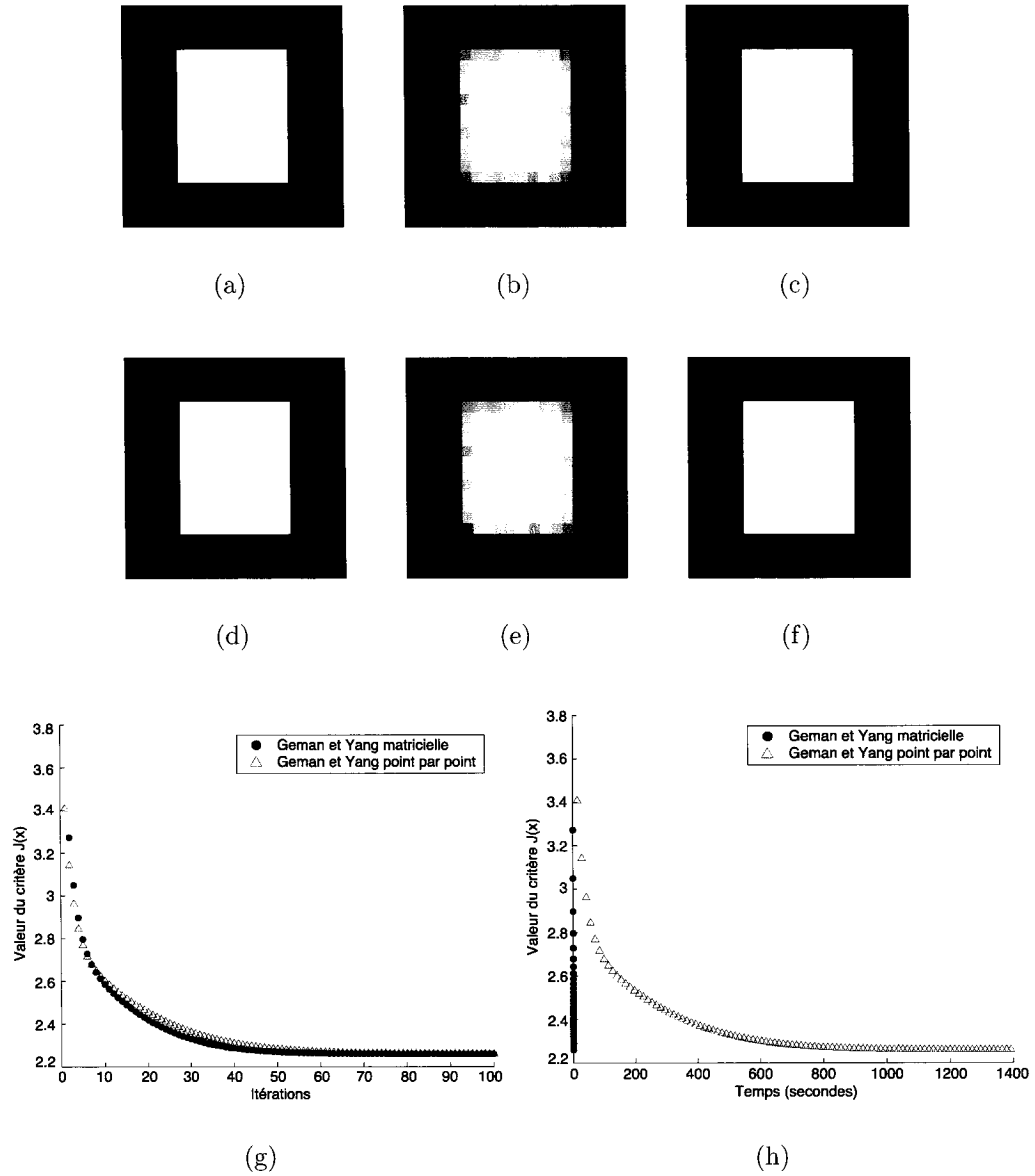 (a) (b) (c)
(d) (e) (f)
3.8
3.6
3.4
3.2
3
2.8
2.6
2.4
2.2
Valeur du critère J(x)
Geman et Yang matricielle
Geman et Yang point par point
0 10 20 30 40 50 60 70 80 90 100
Itérations
(g)
3.8
3.6
3.4
3.2
3
2.8
2.6
2.4
2.2
Valeur du critère J(x)
Geman et Yang matricielle
Geman et Yang point par point
0 200 400 600 800 1000 1200 1400
Temps (secondes)
(h)